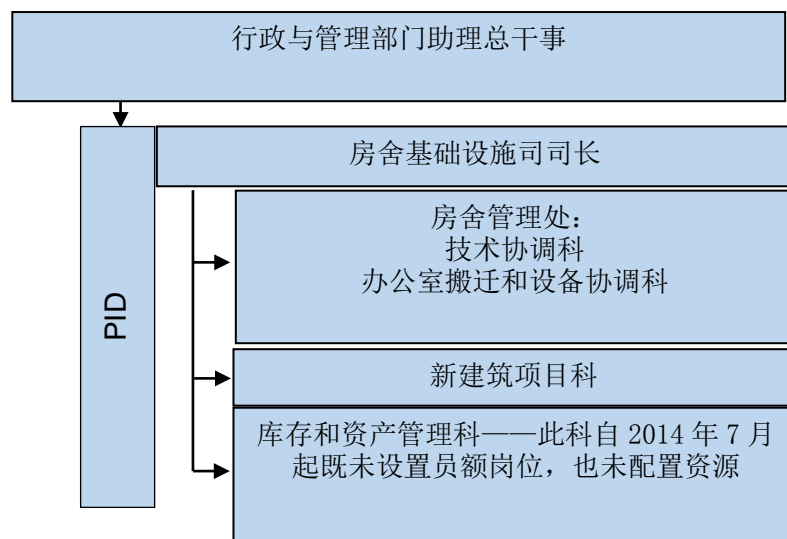 行政与管理部门助理总干事
PID
房舍基础设施司司长
房舍管理处：
技术协调科
办公室搬迁和设备协调科
新建筑项目科
库存和资产管理科——此科自 2014 年 7 月
起既未设置员额岗位，也未配置资源